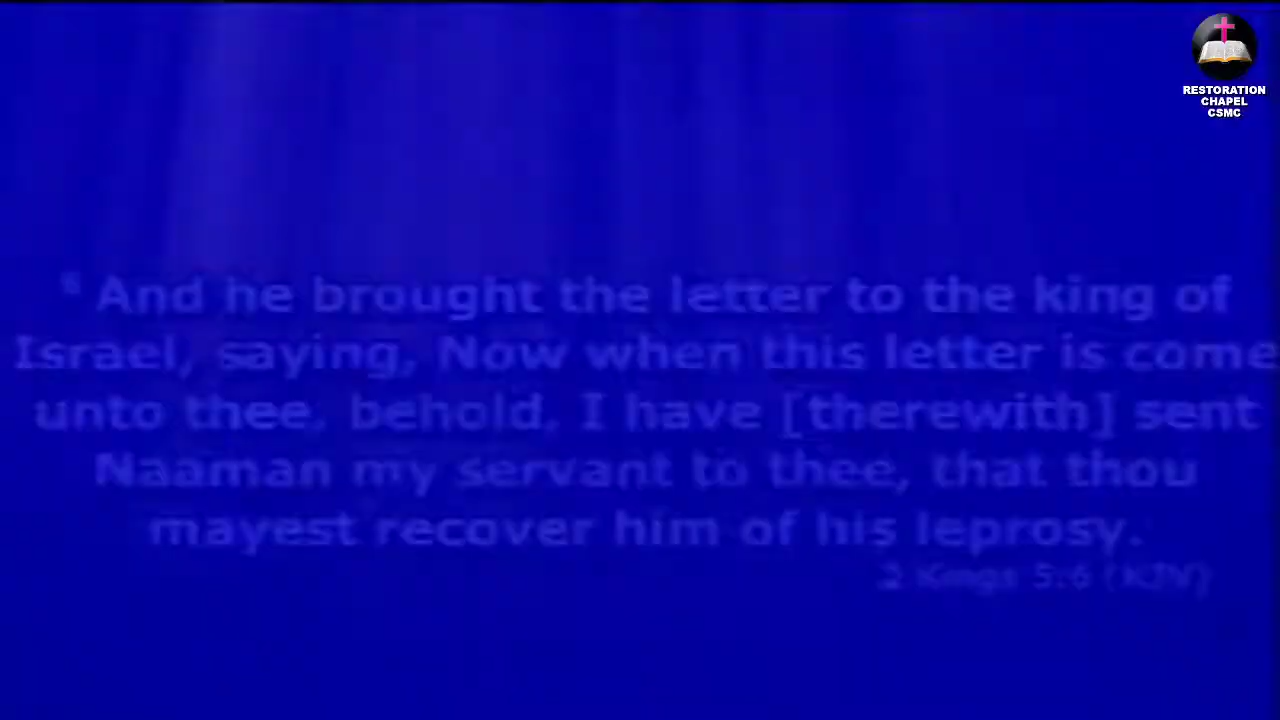 RESTORATION
CHAPEL
CSMC
6 And he brought the letter to the king of
Israel, saying, Now when this letter is come
unto thee, behold, I have [therewith] sent
Naaman my servant to thee, that thou
mayest recover him of his leprosy.
2 Kings 5:6 (KJV)